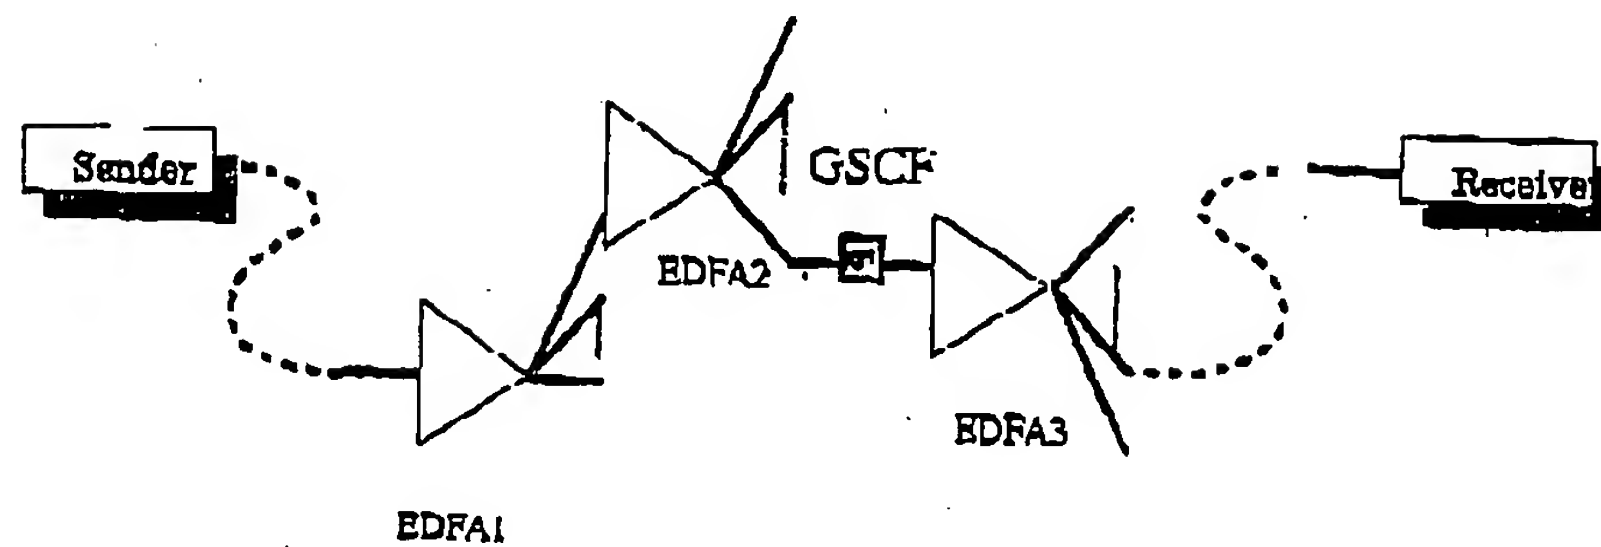 Sender
GSCF
Receiver
EDFA2
EDFA3
EDFA1